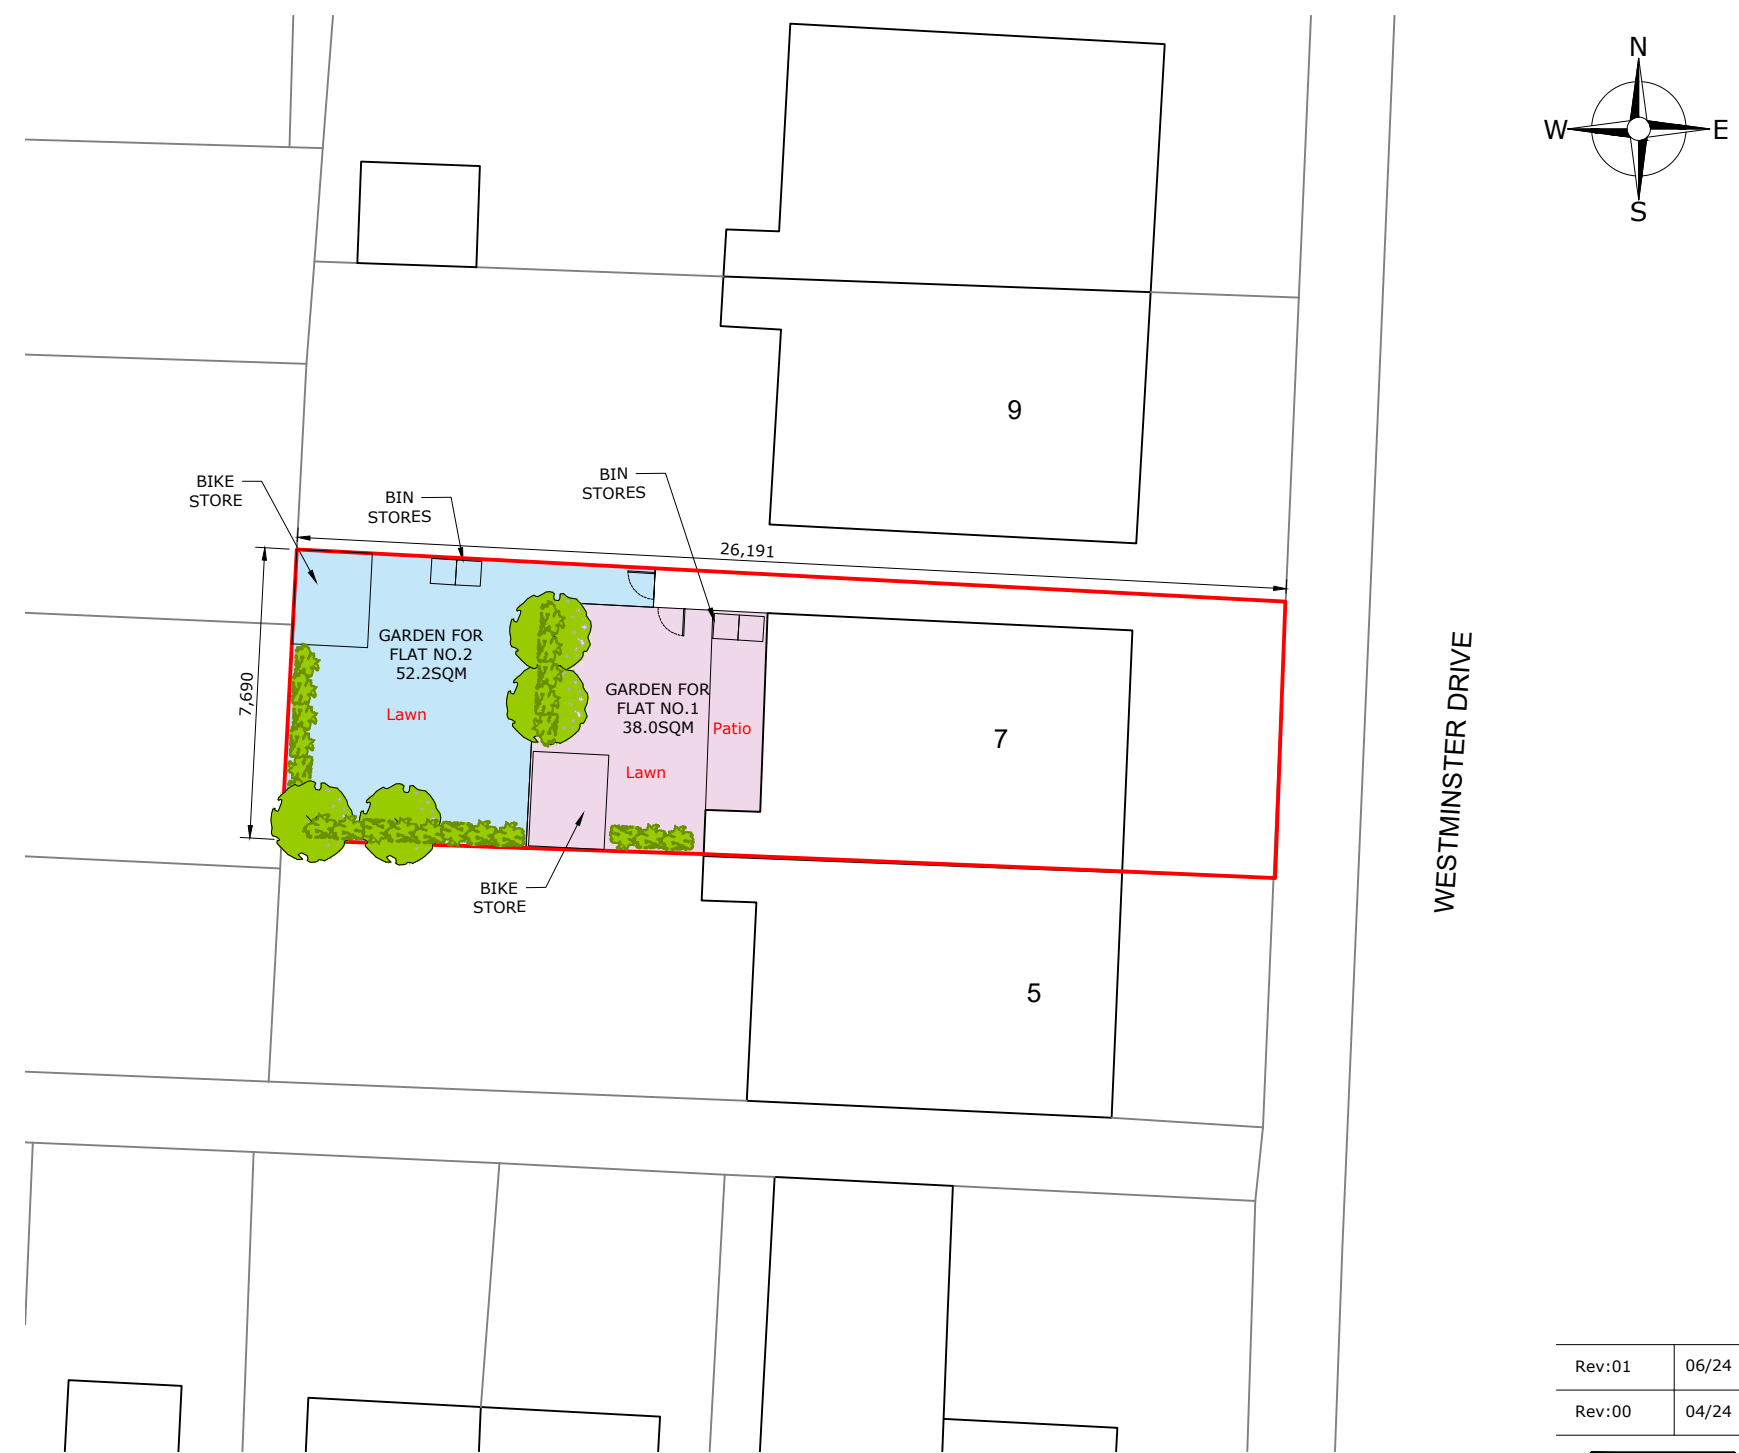 N
W
E
S
9
BIKE
STORE
BIN
STORES
BIN
STORES
26,191
7,690
GARDEN FOR
FLAT NO.2
52.2SQM
Lawn
GARDEN FOR
FLAT NO.1
38.0SQM
Patio
Lawn
7
WESTMINSTER DRIVE
BIKE
STORE
5
Rev:01 06/24
Rev:00 04/24